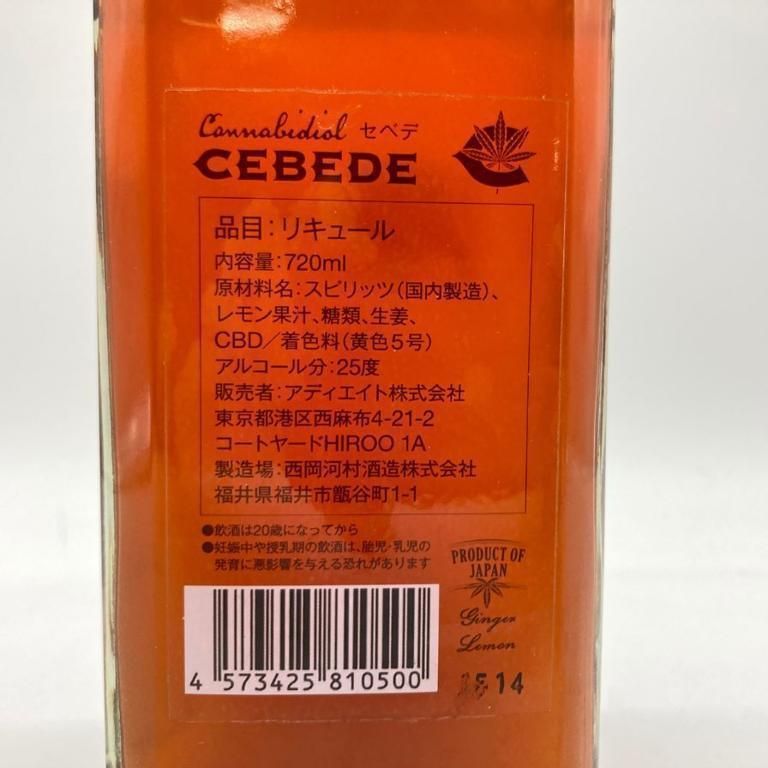 Cannabidiol セベデ
CEBEDE
品目:リキュール
内容量:720ml
原材料名:スピリッツ(国内製造)、
レモン果汁、糖類、生姜、
CBD/着色料(黄色5号)
アルコール分:25度
販売者:アディエイト株式会社
東京都港区西麻布4-21-2
コートヤードHIROO 1A
製造場:西岡河村酒造株式会社
福井県福井市甑谷町1-1
●飲酒は20歳になってから
●妊娠中や授乳期の飲酒は、胎児・乳児の
発育に悪影響を与える恐れがあります
PRODUCT OF
JAPAN
Ginger
Lemon
4 573425 810500
14